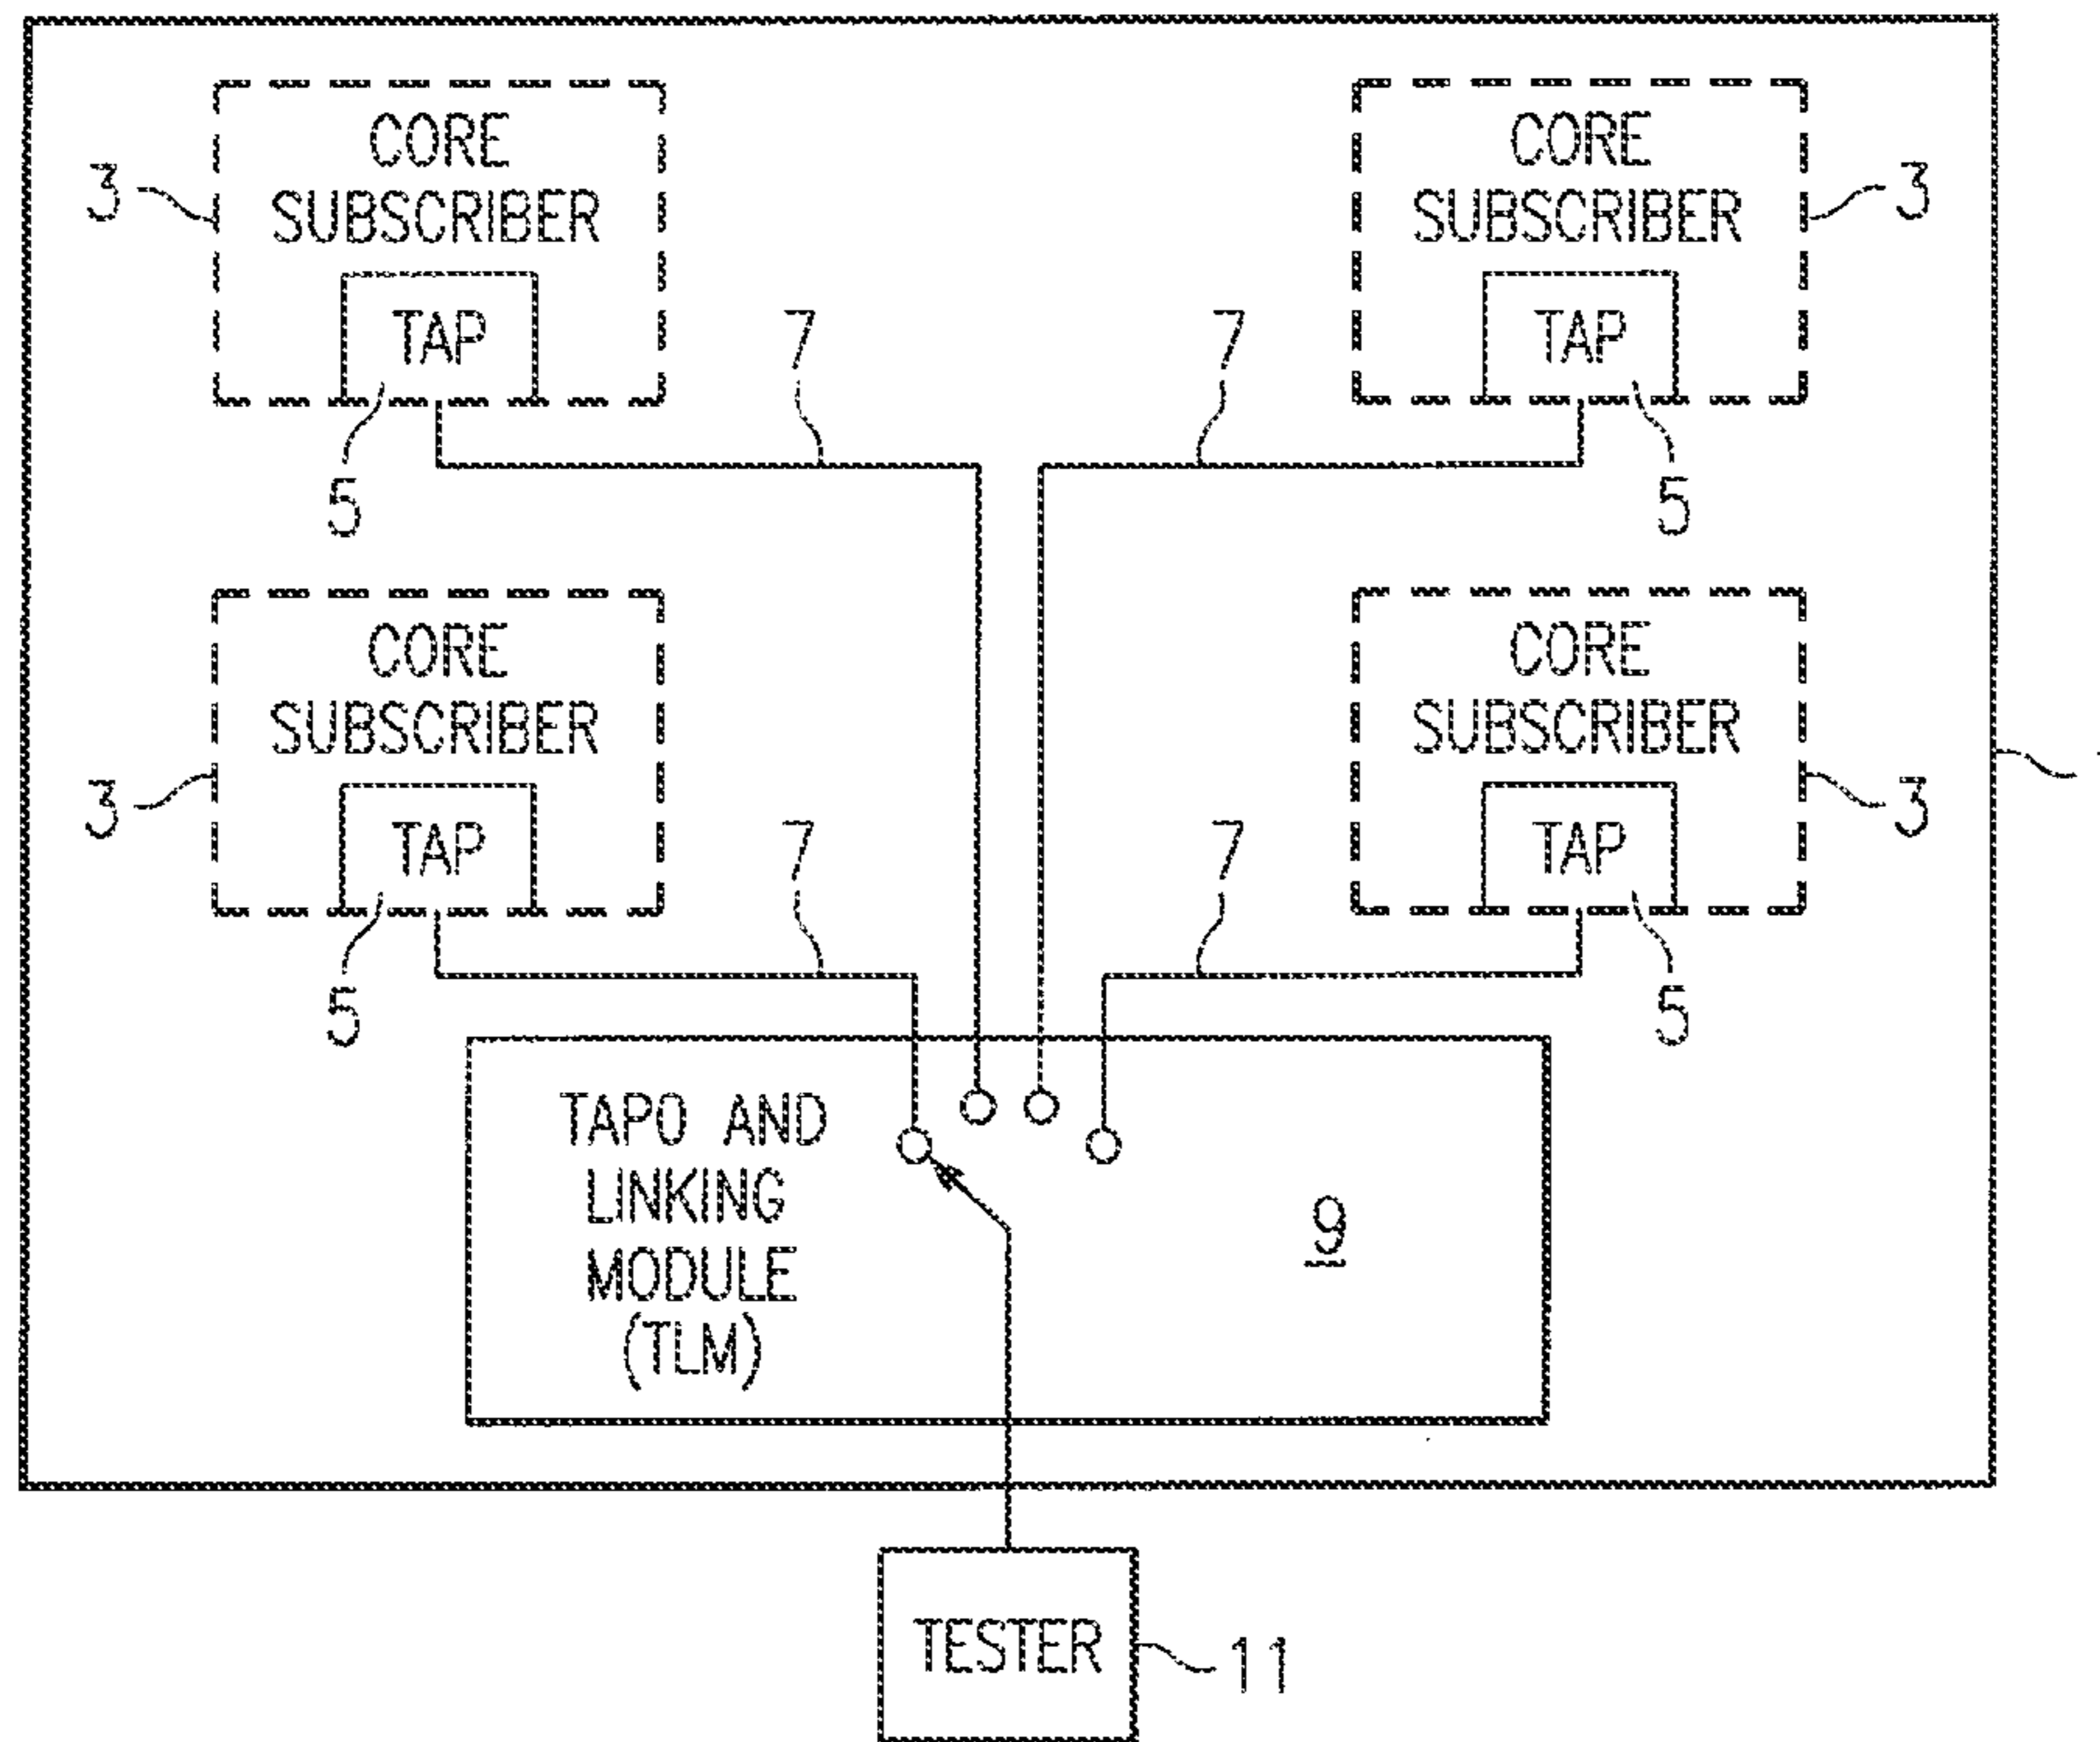 CORE
SUBSCRIBER
TAP
3
5
7
CORE
SUBSCRIBER
TAP
3
5
7
CORE
SUBSCRIBER
TAP
3
5
7
CORE
SUBSCRIBER
TAP
3
5
7
TAPO AND
LINKING
MODULE
(TLM)
9
TESTER
11